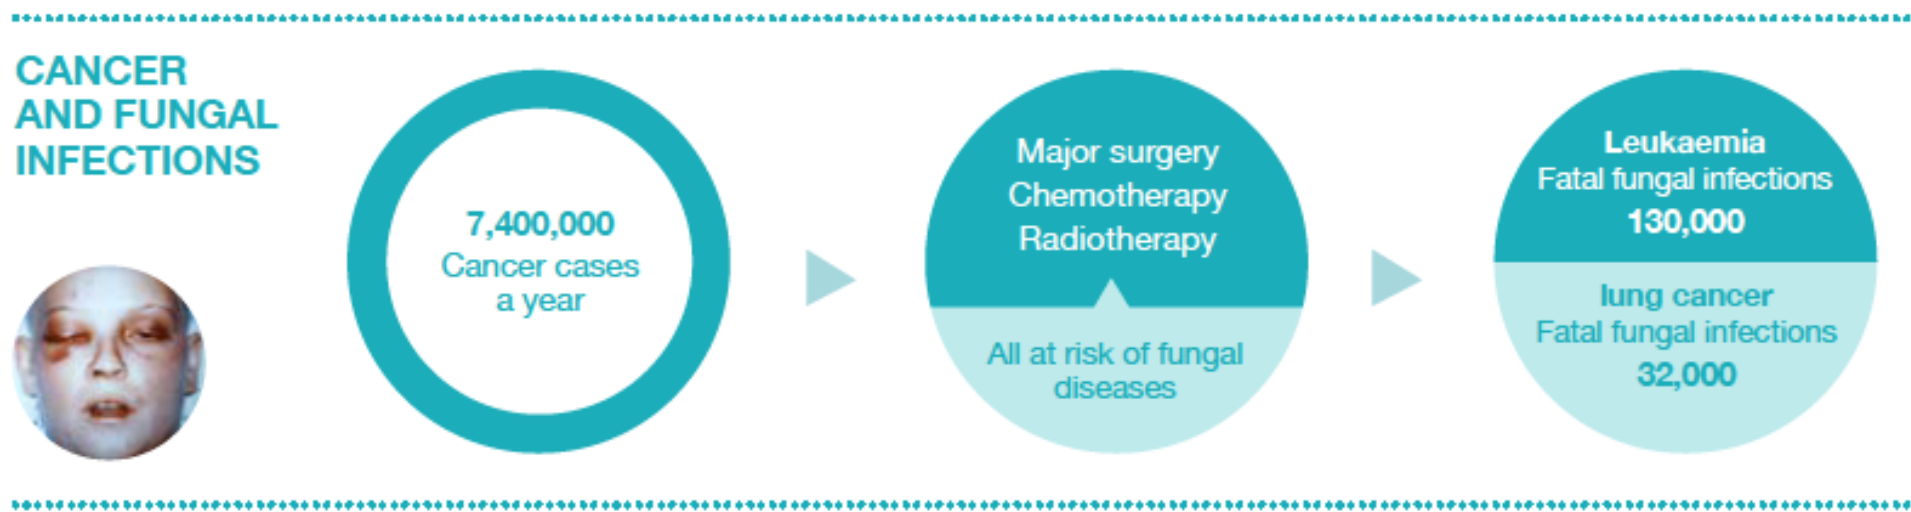 CANCER
AND FUNGAL
INFECTIONS
7,400,000
Cancer cases
a year
Major surgery
Chemotherapy
Radiotherapy
All at risk of fungal
diseases
Leukaemia
Fatal fungal infections
130,000
lung cancer
Fatal fungal infections
32,000